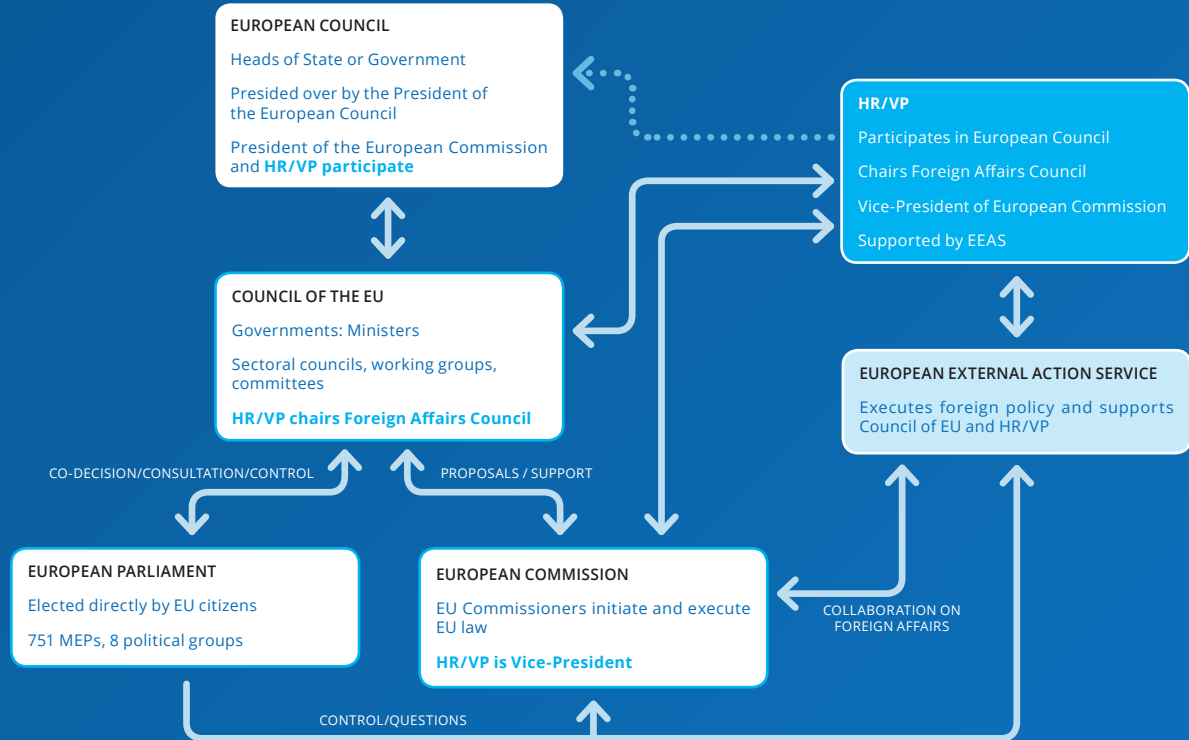 EUROPEAN COUNCIL
Heads of State or Government
Presided over by the President of
the European Council
President of the European Commission
and HR/VP participate
HR/VP
Participates in European Council
Chairs Foreign Affairs Council
Vice-President of European Commission
Supported by EEAS
COUNCIL OF THE EU
Governments: Ministers
Sectoral councils, working groups,
committees
HR/VP chairs Foreign Affairs Council
EUROPEAN EXTERNAL ACTION SERVICE
Executes foreign policy and supports
Council of EU and HR/VP
CO-DECISION/CONSULTATION/CONTROL
PROPOSALS / SUPPORT
EUROPEAN PARLIAMENT
Elected directly by EU citizens
751 MEPs, 8 political groups
EUROPEAN COMMISSION
EU Commissioners initiate and execute
EU law
HR/VP is Vice-President
COLLABORATION ON
FOREIGN AFFAIRS
CONTROL/QUESTIONS